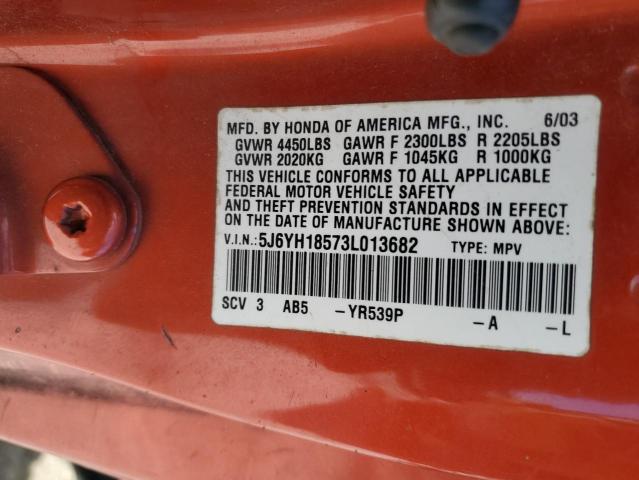 MFD. BY HONDA OF AMERICA MFG., INC. 6/03
GVWR 4450LBS GAWR F 2300LBS R 2205LBS
GVWR 2020KG GAWR F 1045KG R 1000KG
THIS VEHICLE CONFORMS TO ALL APPLICABLE
FEDERAL MOTOR VEHICLE SAFETY
AND THEFT PREVENTION STANDARDS IN EFFECT
ON THE DATE OF MANUFACTURE SHOWN ABOVE:
V.I.N.: 5J6YH18573L013682 TYPE: MPV
SCV 3 AB5 -YR539P -A -L